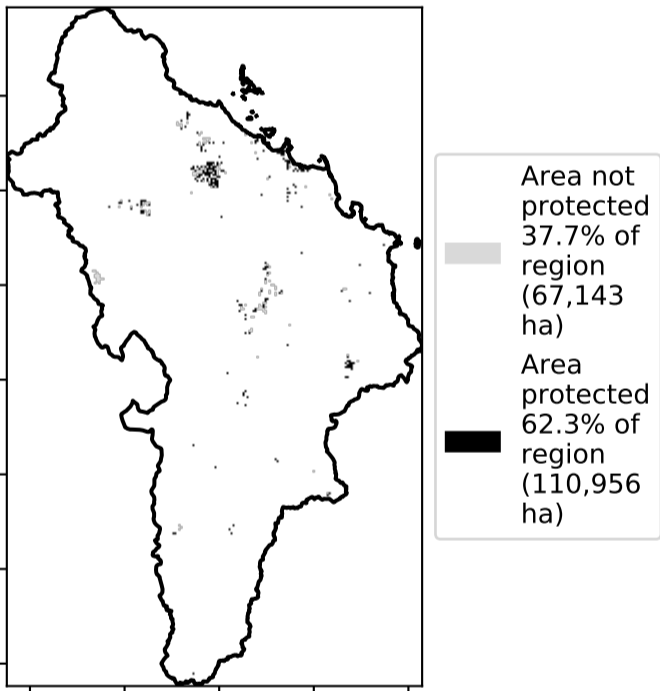 Area not
protected
37.7% of
region
(67,143
ha)
Area
protected
62.3% of
region
(110,956
ha)